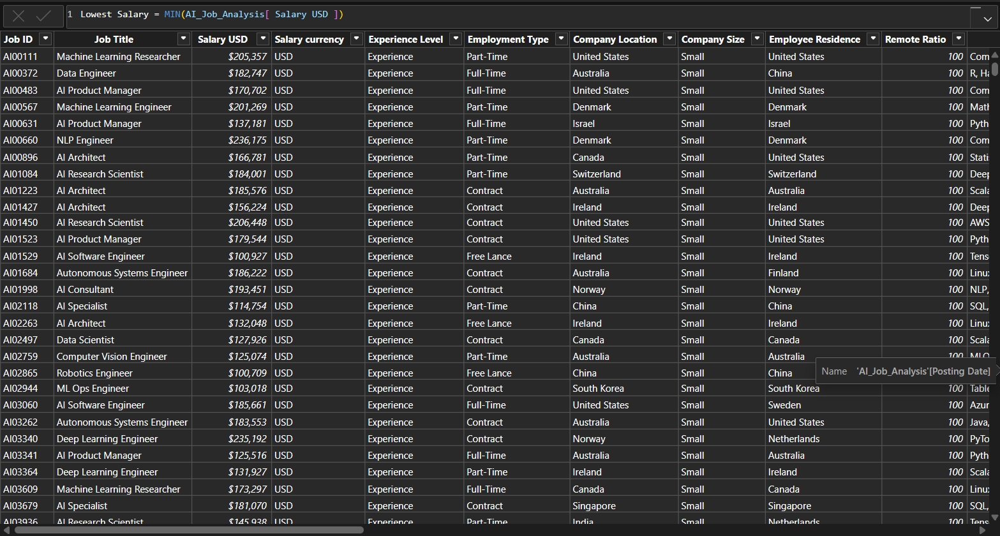 1 Lowest Salary = MIN(AI_Job_Analysis[ Salary USD ])
Job ID Job Title Salary USD Salary currency Experience Level Employment Type Company Location Company Size Employee Residence Remote Ratio
AI00111 Machine Learning Researcher $205,357 USD Experience Part-Time United States Small United States 100 Com
AI00372 Data Engineer $182,747 USD Experience Full-Time Australia Small China 100 R, Ha
AI00483 AI Product Manager $170,702 USD Experience Full-Time United States Small United States 100 Com
AI00567 Machine Learning Engineer $201,269 USD Experience Part-Time Denmark Small Denmark 100 Math
AI00631 AI Product Manager $137,181 USD Experience Full-Time Israel Small Israel 100 Pyth
AI00660 NLP Engineer $236,175 USD Experience Part-Time Denmark Small Denmark 100 Com
AI00896 AI Architect $166,781 USD Experience Part-Time Canada Small United States 100 Stati
AI01084 AI Research Scientist $184,001 USD Experience Part-Time Switzerland Small Switzerland 100 Deep
AI01223 AI Architect $185,576 USD Experience Contract Australia Small Australia 100 Scala
AI01427 AI Architect $156,224 USD Experience Contract Ireland Small Ireland 100 Deep
AI01450 AI Research Scientist $206,448 USD Experience Contract United States Small United States 100 AWS
AI01523 AI Product Manager $179,544 USD Experience Contract United States Small United States 100 Pyth
AI01529 AI Software Engineer $100,927 USD Experience Free Lance Ireland Small Ireland 100 Tens
AI01684 Autonomous Systems Engineer $186,222 USD Experience Contract Australia Small Finland 100 Linux
AI01998 AI Consultant $193,451 USD Experience Contract Norway Small Norway 100 NLP,
AI02118 AI Specialist $114,754 USD Experience Part-Time China Small China 100 SQL,
AI02263 AI Architect $132,048 USD Experience Free Lance Ireland Small Ireland 100 Linux
AI02497 Data Scientist $127,926 USD Experience Contract Canada Small Canada 100 Scala
AI02759 Computer Vision Engineer $125,074 USD Experience Part-Time Australia Small Australia 100 MLO
AI02865 Robotics Engineer $100,709 USD Experience Free Lance China Small China
Name 'AI_Job_Analysis'[Posting Date]
AI02944 ML Ops Engineer $103,018 USD Experience Contract South Korea Small South Korea 100 Table
AI03060 AI Software Engineer $185,661 USD Experience Full-Time United States Small Sweden 100 Azur
AI03262 Autonomous Systems Engineer $183,553 USD Experience Contract Australia Small United States 100 Java,
AI03340 Deep Learning Engineer $235,192 USD Experience Contract Norway Small Netherlands 100 PyTo
AI03341 AI Product Manager $125,516 USD Experience Full-Time Australia Small Australia 100 Pyth
AI03364 Deep Learning Engineer $131,927 USD Experience Part-Time Ireland Small Ireland 100 Scala
AI03609 Machine Learning Researcher $173,297 USD Experience Full-Time Canada Small Canada 100 Linux
AI03679 AI Specialist $181,070 USD Experience Contract Singapore Small Singapore 100 SQL,
AI03936 AI Research Scientist $145,938 USD Experience Part-Time India Small Netherlands 100 Tens